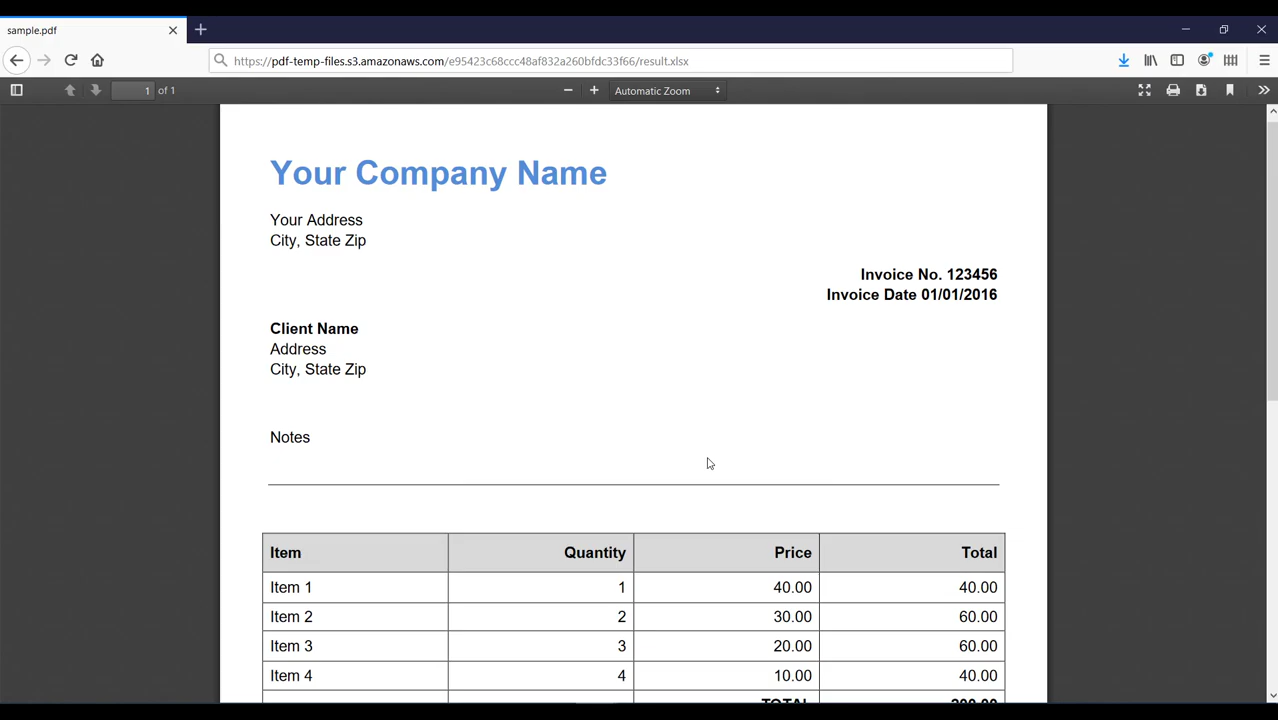 sample.pdf
https://pdf-temp-files.s3.amazonaws.com/e95423c68ccc48af832a260bfdc33f66/result.xlsx
1 of 1
Automatic Zoom
Your Company Name
Your Address
City, State Zip
Invoice No. 123456
Invoice Date 01/01/2016
Client Name
Address
City, State Zip
Notes
Item Quantity Price Total
Item 1 1 40.00 40.00
Item 2 2 30.00 60.00
Item 3 3 20.00 60.00
Item 4 4 10.00 40.00
TOTAL 200.00